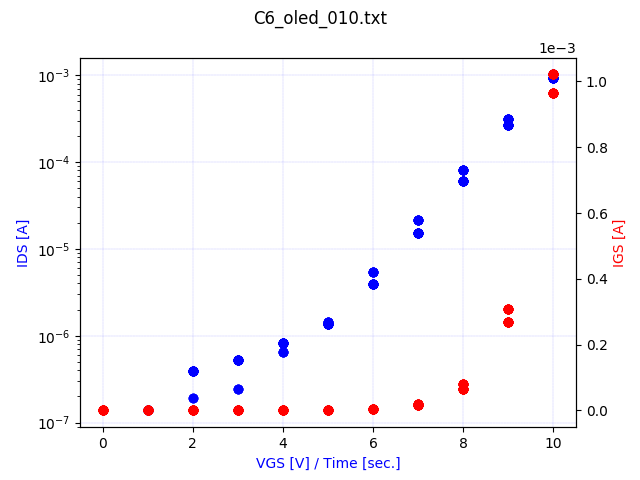 C6_oled_010.txt
1e−3
10⁻³
10⁻⁴
10⁻⁵
10⁻⁶
10⁻⁷
IDS [A]
1.0
0.8
0.6
0.4
0.2
0.0
IGS [A]
0 2 4 6 8 10
VGS [V] / Time [sec.]